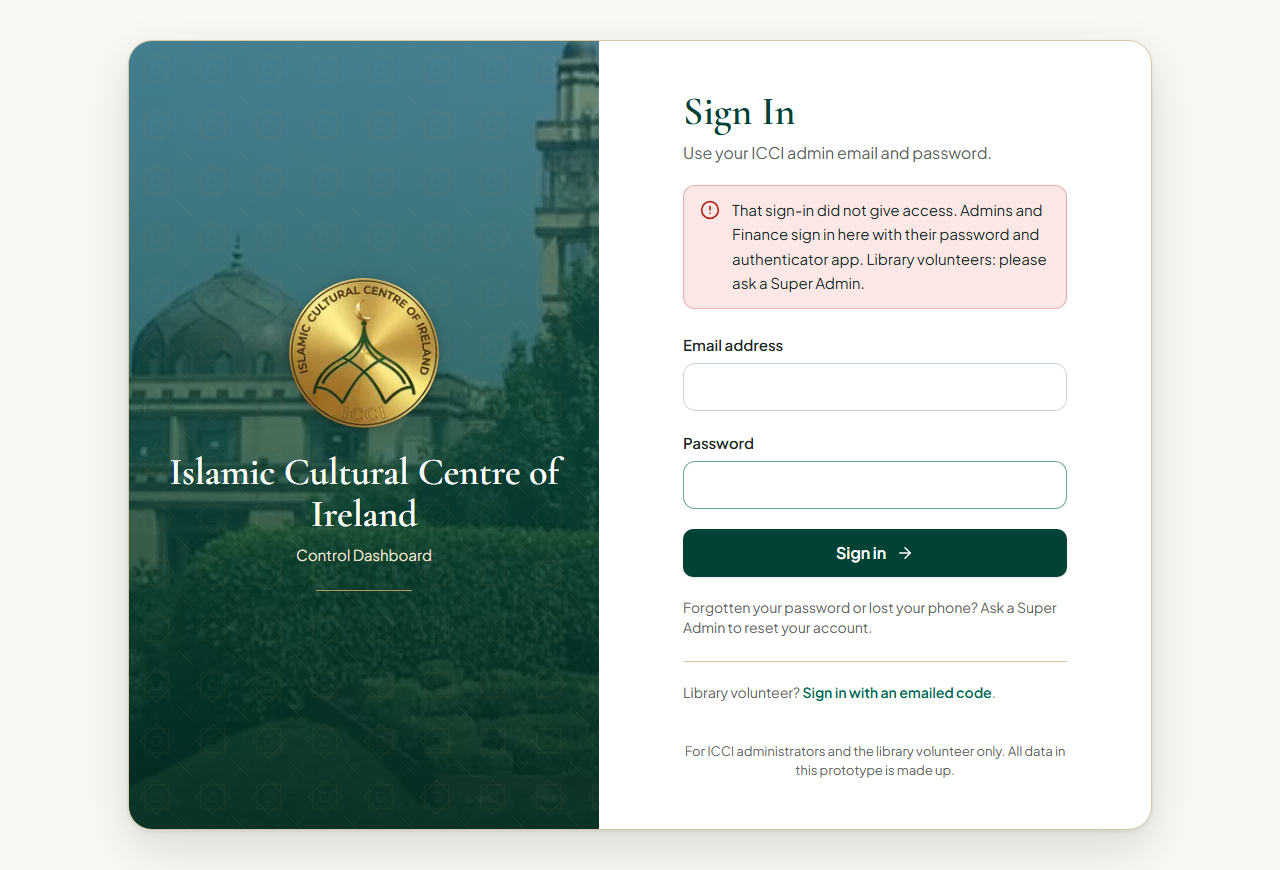 ISLAMIC CULTURAL CENTRE OF IRELAND
ICCI
Islamic Cultural Centre of
Ireland
Control Dashboard
Sign In
Use your ICCI admin email and password.
That sign-in did not give access. Admins and
Finance sign in here with their password and
authenticator app. Library volunteers: please
ask a Super Admin.
Email address
Password
Sign in
Forgotten your password or lost your phone? Ask a Super
Admin to reset your account.
Library volunteer? Sign in with an emailed code.
For ICCI administrators and the library volunteer only. All data in
this prototype is made up.